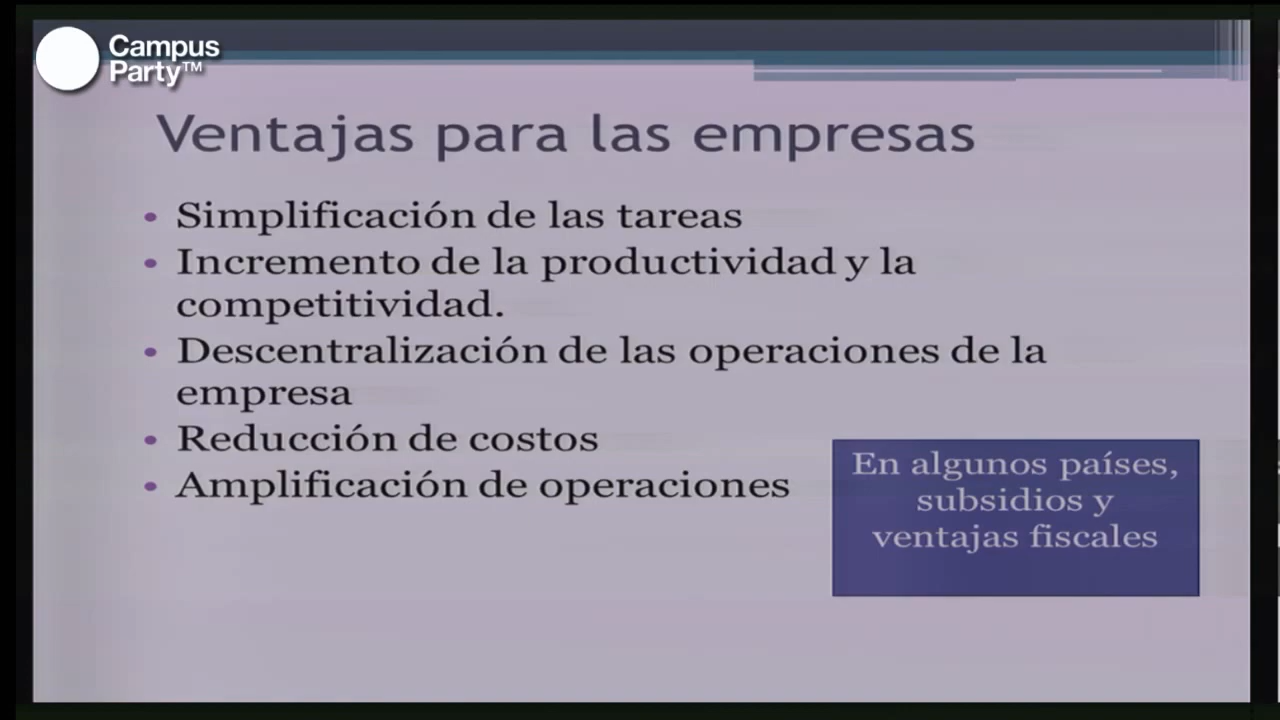 Campus
Party™
Ventajas para las empresas
• Simplificación de las tareas
• Incremento de la productividad y la
competitividad.
• Descentralización de las operaciones de la
empresa
• Reducción de costos
• Amplificación de operaciones
En algunos países,
subsidios y
ventajas fiscales